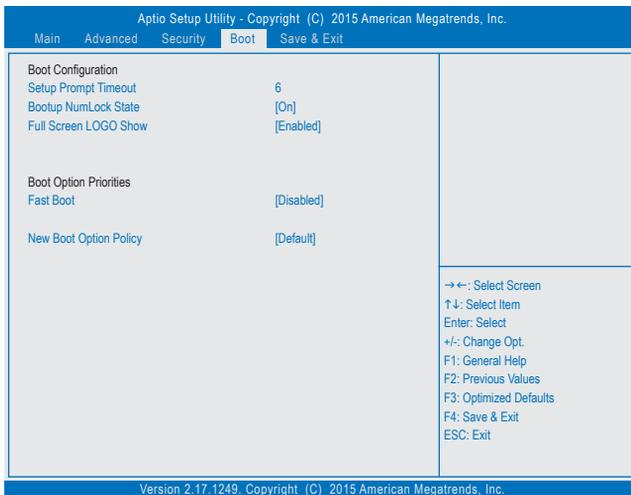 Aptio Setup Utility - Copyright (C) 2015 American Megatrends, Inc.
Main Advanced Security Boot Save & Exit
Boot Configuration
Setup Prompt Timeout 6
Bootup NumLock State [On]
Full Screen LOGO Show [Enabled]
Boot Option Priorities
Fast Boot [Disabled]
New Boot Option Policy [Default]
→←: Select Screen
↑↓: Select Item
Enter: Select
+/-: Change Opt.
F1: General Help
F2: Previous Values
F3: Optimized Defaults
F4: Save & Exit
ESC: Exit
Version 2.17.1249. Copyright (C) 2015 American Megatrends, Inc.